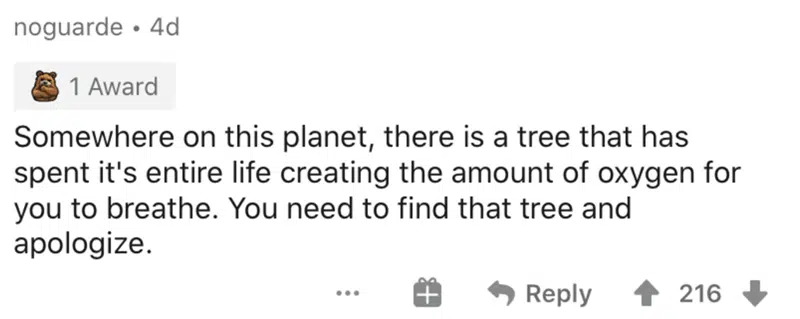 noguarde • 4d
1 Award
Somewhere on this planet, there is a tree that has
spent it's entire life creating the amount of oxygen for
you to breathe. You need to find that tree and
apologize.
... Reply 216